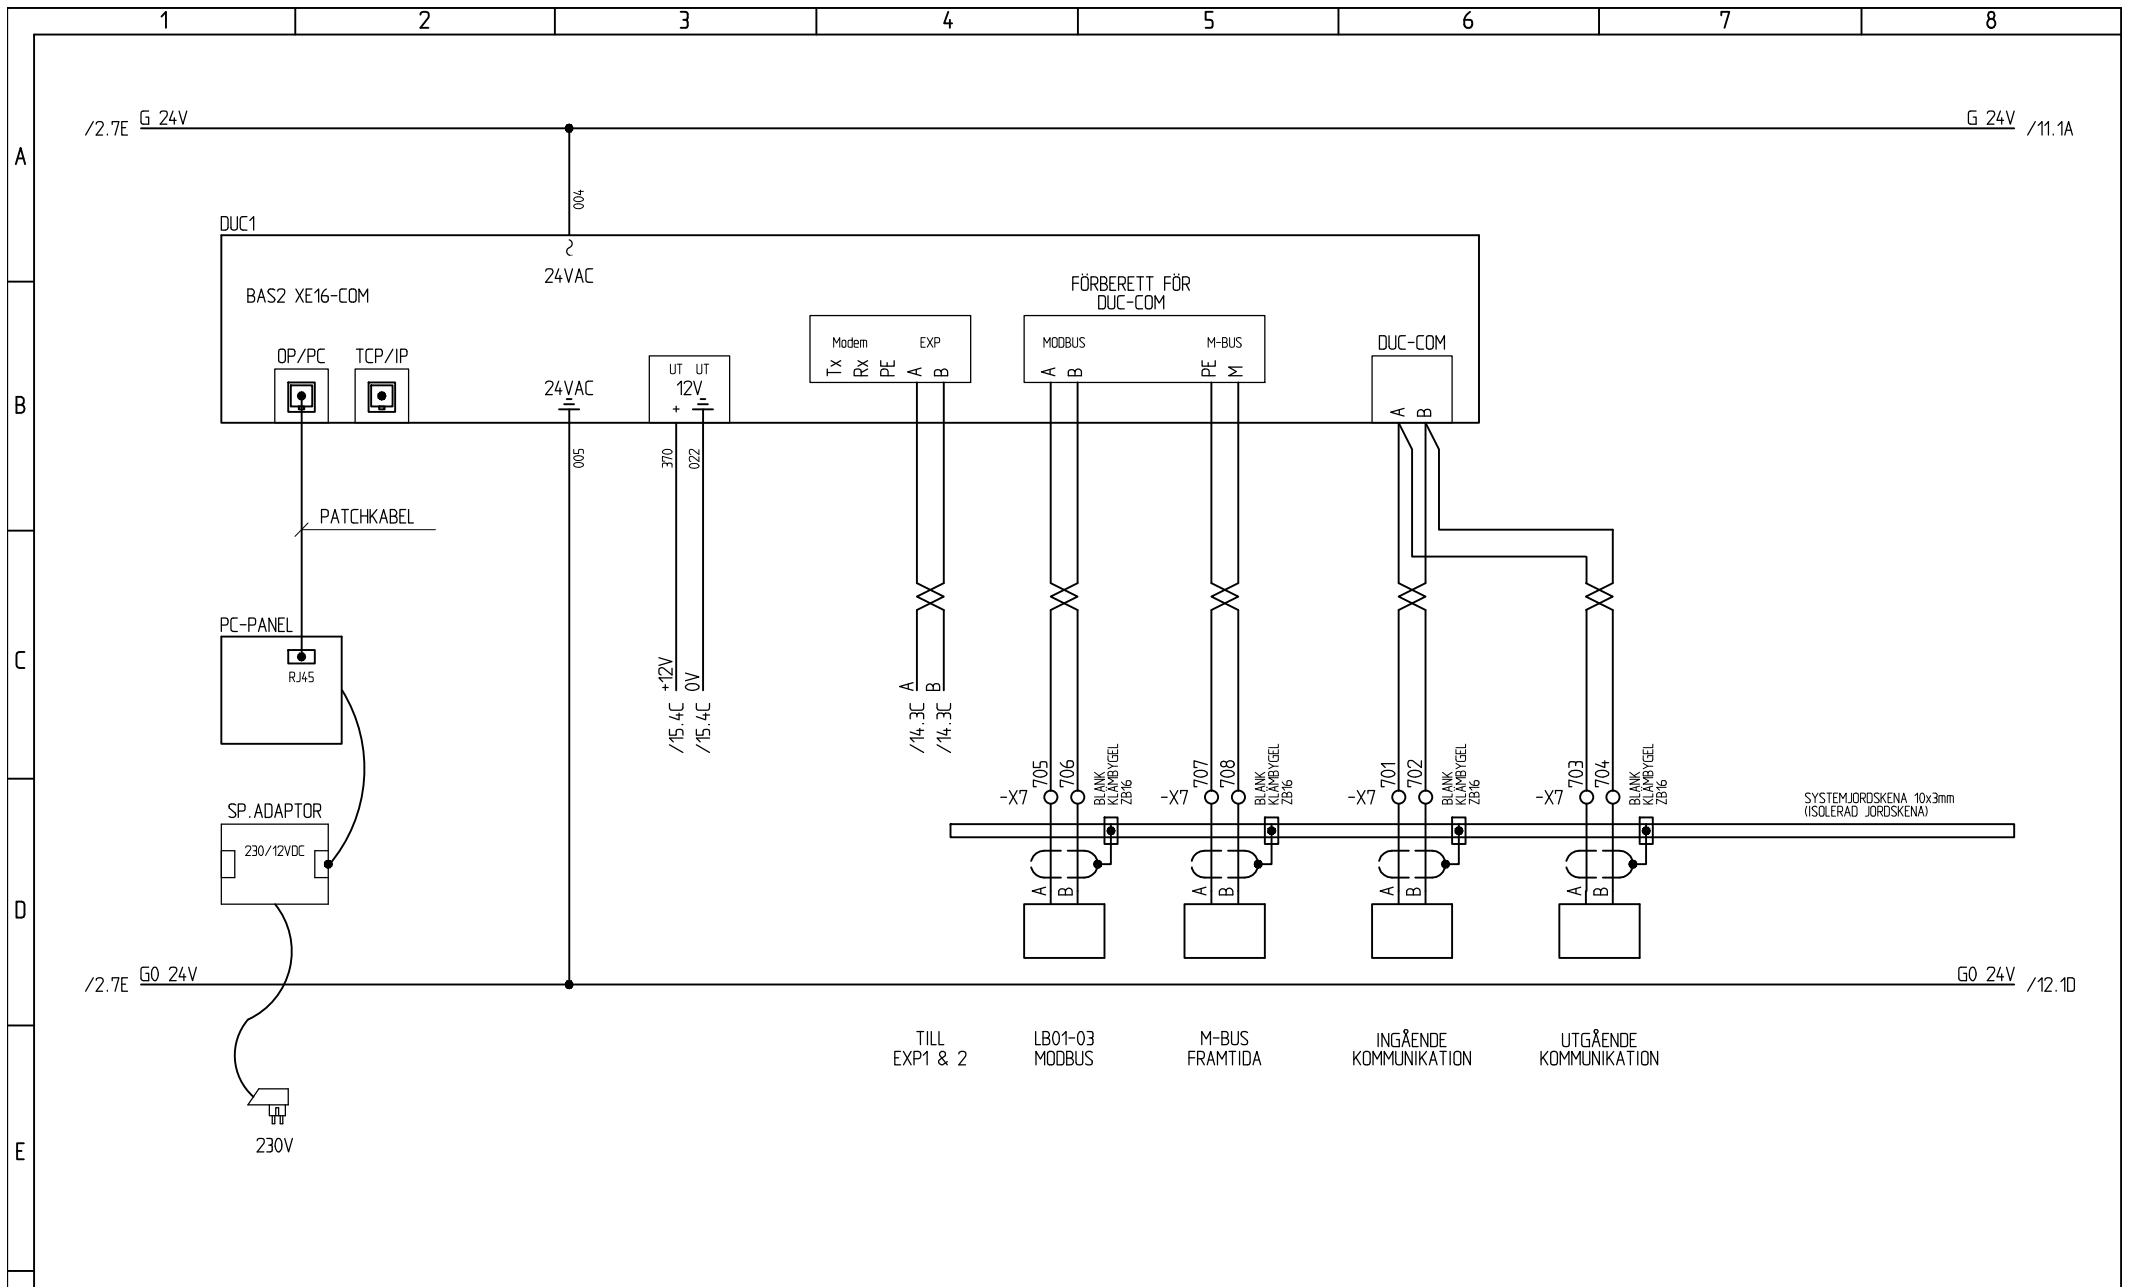 1 2 3 4 5 6 7 8
G 24V
/2.7E
G 24V
/11.1A
A
004
DUC1
24VAC
BAS2 XE16-COM
FÖRBERETT FÖR
DUC-COM
OP/PC
TCP/IP
24VAC
UT UT
12V
+
Modem
EXP
Tx
Rx
PE
A
B
MODBUS
A
B
M-BUS
PE
M
DUC-COM
A
B
B
005
370
022
PATCHKABEL
C
PC-PANEL
RJ45
+12V
0V
/15.4C
/15.4C
A
B
/14.3C
/14.3C
-X7
705
706
BLANK
KLÄMBYGEL
ZB16
-X7
707
708
BLANK
KLÄMBYGEL
ZB16
-X7
701
702
BLANK
KLÄMBYGEL
ZB16
-X7
703
704
BLANK
KLÄMBYGEL
ZB16
SYSTEMJORDSKENA 10x3mm
(ISOLERAD JORDSKENA)
SP.ADAPTOR
230/12VDC
D
A
B
A
B
A
B
A
B
G0 24V
/2.7E
G0 24V
/12.1D
TILL
EXP1 & 2
LB01-03
MODBUS
M-BUS
FRAMTIDA
INGÅENDE
KOMMUNIKATION
UTGÅENDE
KOMMUNIKATION
230V
E